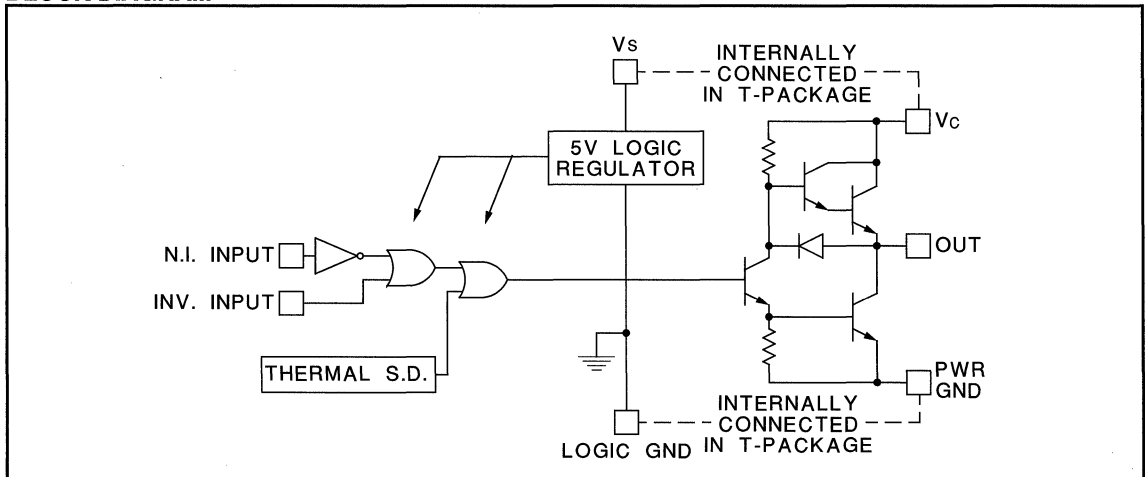 Vs
INTERNALLY
CONNECTED
IN T-PACKAGE
Vc
5V LOGIC
REGULATOR
N.I. INPUT
OUT
INV. INPUT
THERMAL S.D.
PWR
GND
INTERNALLY
CONNECTED
IN T-PACKAGE
LOGIC GND